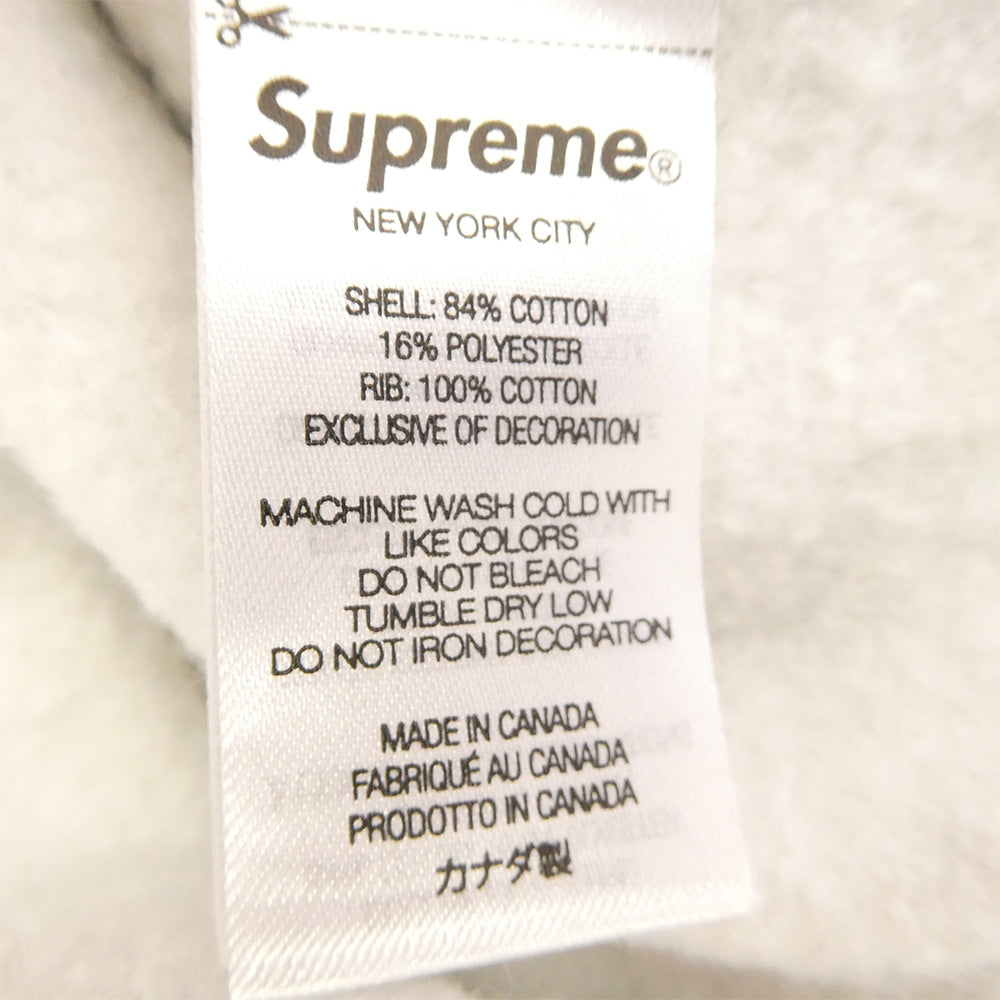 Supreme®
NEW YORK CITY
SHELL: 84% COTTON
16% POLYESTER
RIB: 100% COTTON
EXCLUSIVE OF DECORATION
MACHINE WASH COLD WITH
LIKE COLORS
DO NOT BLEACH
TUMBLE DRY LOW
DO NOT IRON DECORATION
MADE IN CANADA
FABRIQUÉ AU CANADA
PRODOTTO IN CANADA
カナダ製